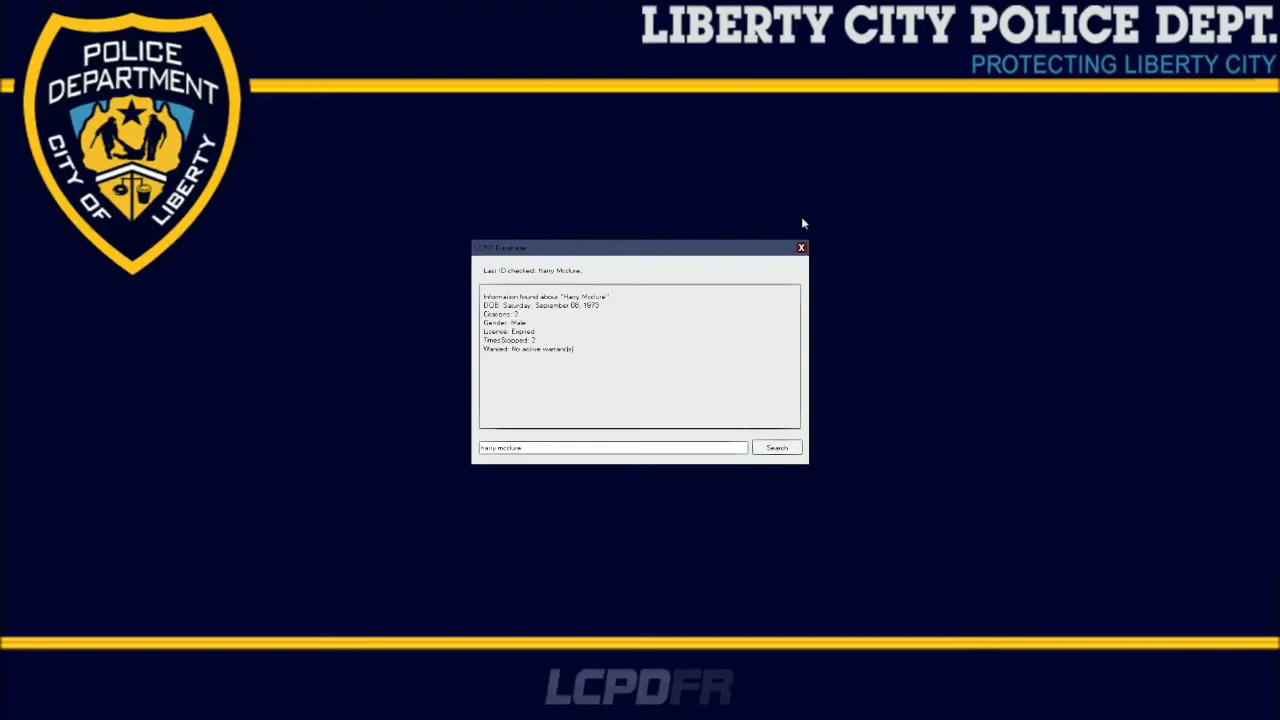 POLICE
DEPARTMENT
CITY OF LIBERTY
LIBERTY CITY POLICE DEPT.
PROTECTING LIBERTY CITY
LCPD Database
X
Last ID checked: Harry Mcclure.
Information found about "Harry Mcclure"
DOB: Saturday, September 08, 1973
Citations: 2
Gender: Male
License: Expired
TimesStopped: 2
Wanted: No active warrant(s)
harry mcclure
Search
LCPDFR